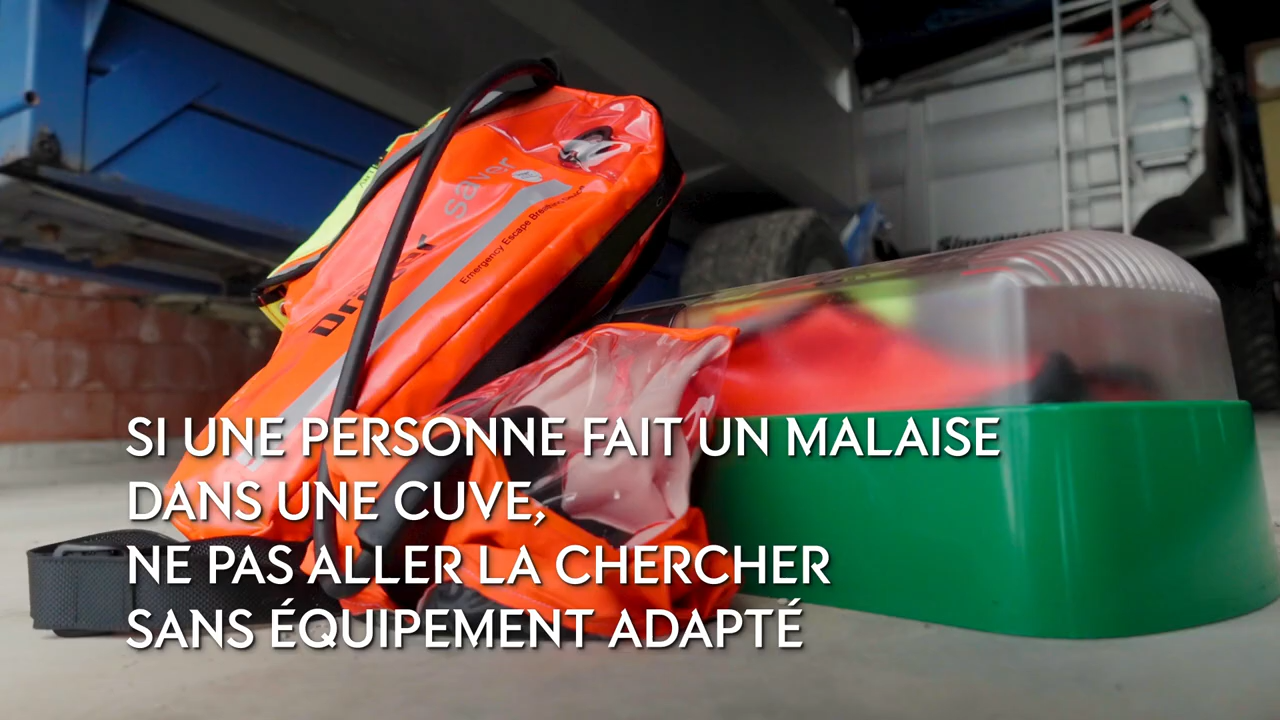 saver
Dräger
Emergency Escape Breathing
SI UNE PERSONNE FAIT UN MALAISE
DANS UNE CUVE,
NE PAS ALLER LA CHERCHER
SANS ÉQUIPEMENT ADAPTÉ